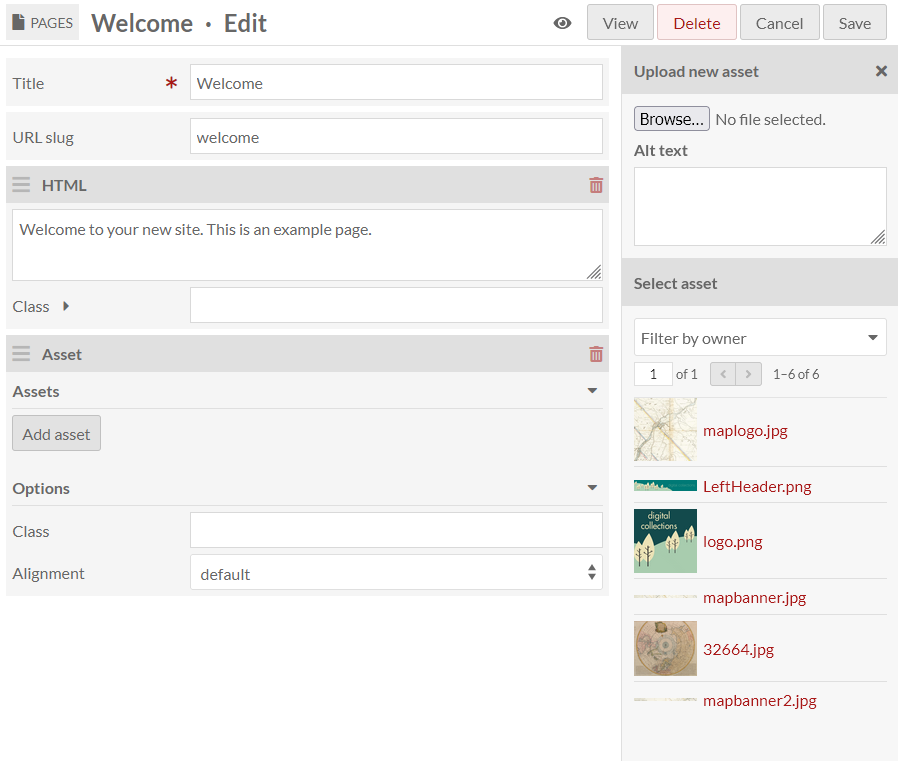 PAGES Welcome · Edit View Delete Cancel Save
Title * Welcome
URL slug welcome
HTML
Welcome to your new site. This is an example page.
Class
Asset
Assets
Add asset
Options
Class
Alignment default
Upload new asset
Browse... No file selected.
Alt text
Select asset
Filter by owner
1 of 1 < > 1–6 of 6
maplogo.jpg
LeftHeader.png
digital
collections
logo.png
mapbanner.jpg
32664.jpg
mapbanner2.jpg